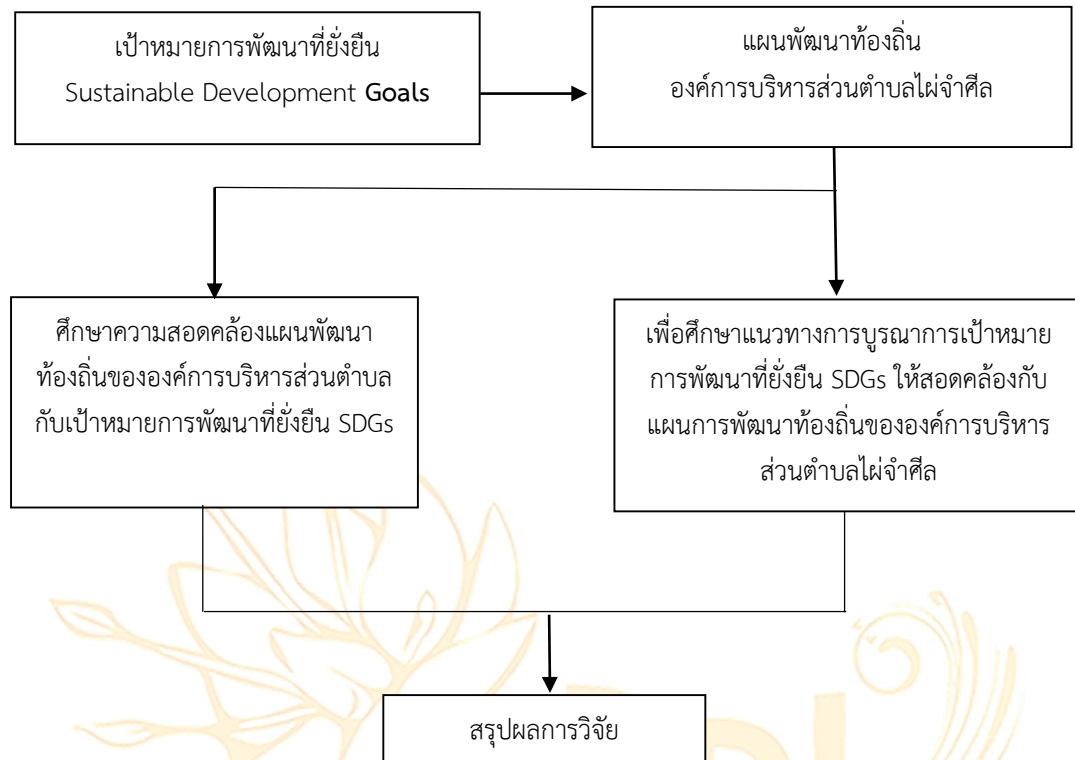 เป้าหมายการพัฒนาที่ยั่งยืน
Sustainable Development Goals
แผนพัฒนาท้องถิ่น
องค์การบริหารส่วนตำบลไผ่จำศีล
ศึกษาความสอดคล้องแผนพัฒนา
ท้องถิ่นขององค์การบริหารส่วนตำบล
กับเป้าหมายการพัฒนาที่ยั่งยืน SDGs
เพื่อศึกษาแนวทางการบูรณาการเป้าหมาย
การพัฒนาที่ยั่งยืน SDGs ให้สอดคล้องกับ
แผนการพัฒนาท้องถิ่นขององค์การบริหาร
ส่วนตำบลไผ่จำศีล
สรุปผลการวิจัย